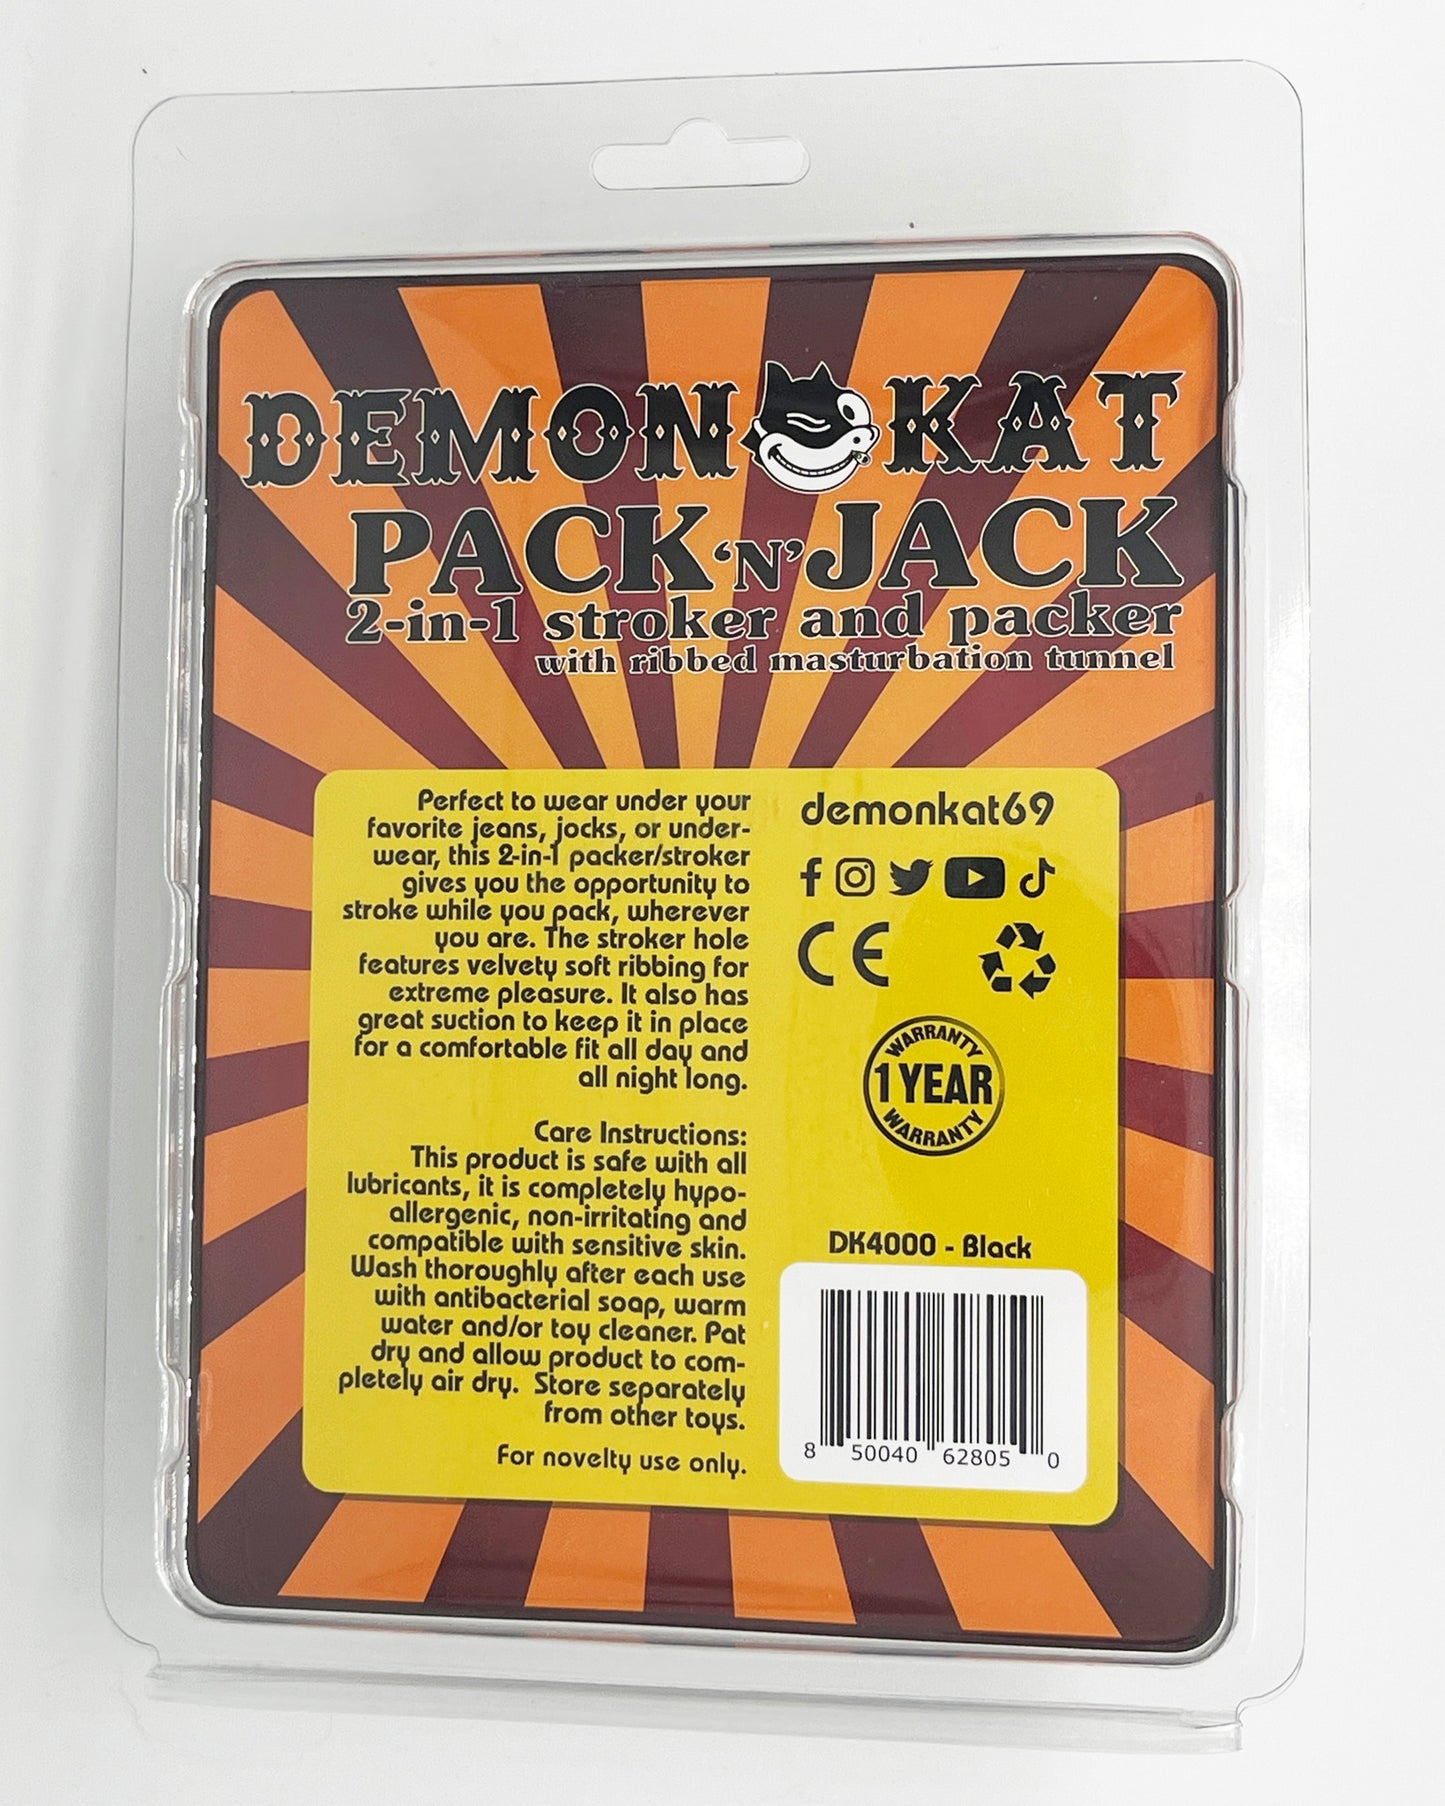 DEMON KAT
PACK 'N' JACK
2-in-1 stroker and packer
with ribbed masturbation tunnel
Perfect to wear under your
favorite jeans, jocks, or under-
wear, this 2-in-1 packer/stroker
gives you the opportunity to
stroke while you pack, wherever
you are. The stroker hole
features velvety soft ribbing for
extreme pleasure. It also has
great suction to keep it in place
for a comfortable fit all day and
all night long.
Care Instructions:
This product is safe with all
lubricants, it is completely hypo-
allergenic, non-irritating and
compatible with sensitive skin.
Wash thoroughly after each use
with antibacterial soap, warm
water and/or toy cleaner. Pat
dry and allow product to com-
pletely air dry. Store separately
from other toys.
For novelty use only.
demonkat69
CE
WARRANTY
1 YEAR
WARRANTY
DK4000 - Black
8 50040 62805 0